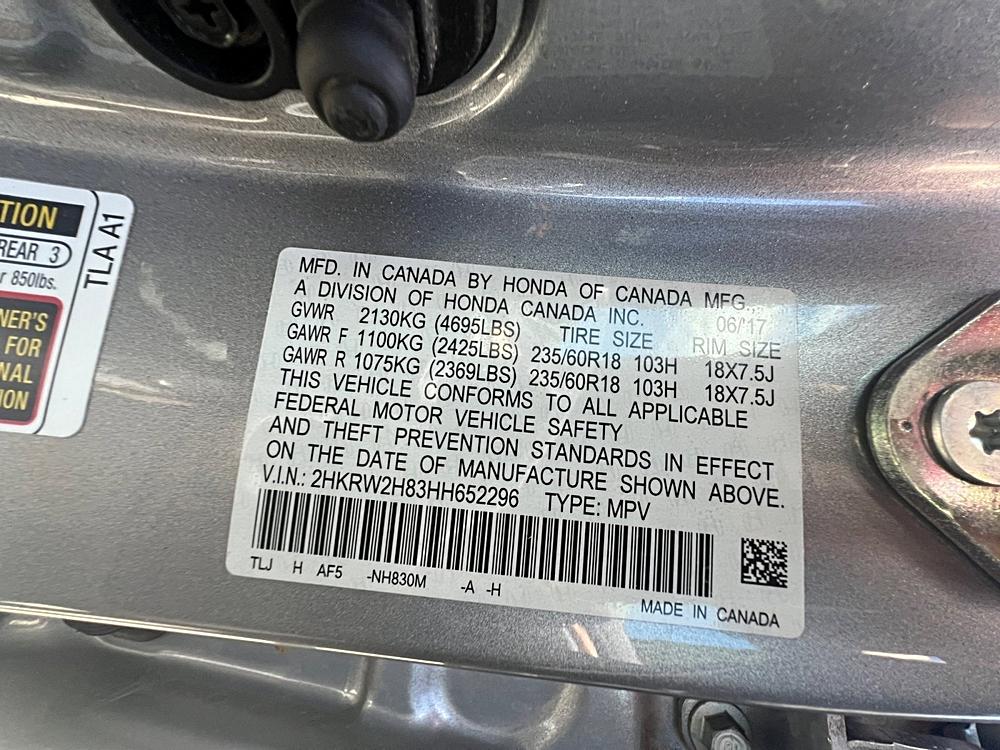 TION
REAR 3
r 850lbs.
NER'S
FOR
NAL
ION
TLA A1
MFD. IN CANADA BY HONDA OF CANADA MFG.,
A DIVISION OF HONDA CANADA INC. 06/'17
GVWR 2130KG (4695LBS) TIRE SIZE RIM SIZE
GAWR F 1100KG (2425LBS) 235/60R18 103H 18X7.5J
GAWR R 1075KG (2369LBS) 235/60R18 103H 18X7.5J
THIS VEHICLE CONFORMS TO ALL APPLICABLE
FEDERAL MOTOR VEHICLE SAFETY
AND THEFT PREVENTION STANDARDS IN EFFECT
ON THE DATE OF MANUFACTURE SHOWN ABOVE.
V.I.N.: 2HKRW2H83HH652296 TYPE: MPV
TLJ H AF5 -NH830M -A -H
MADE IN CANADA